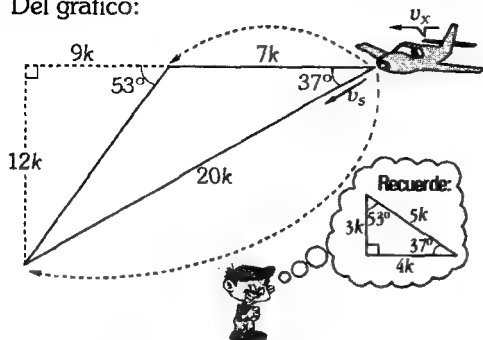 Del gráfico:
v_x
9k 7k
53° 37°
v_s
12k
20k
Recuerde:
53° 5k
3k
37°
4k